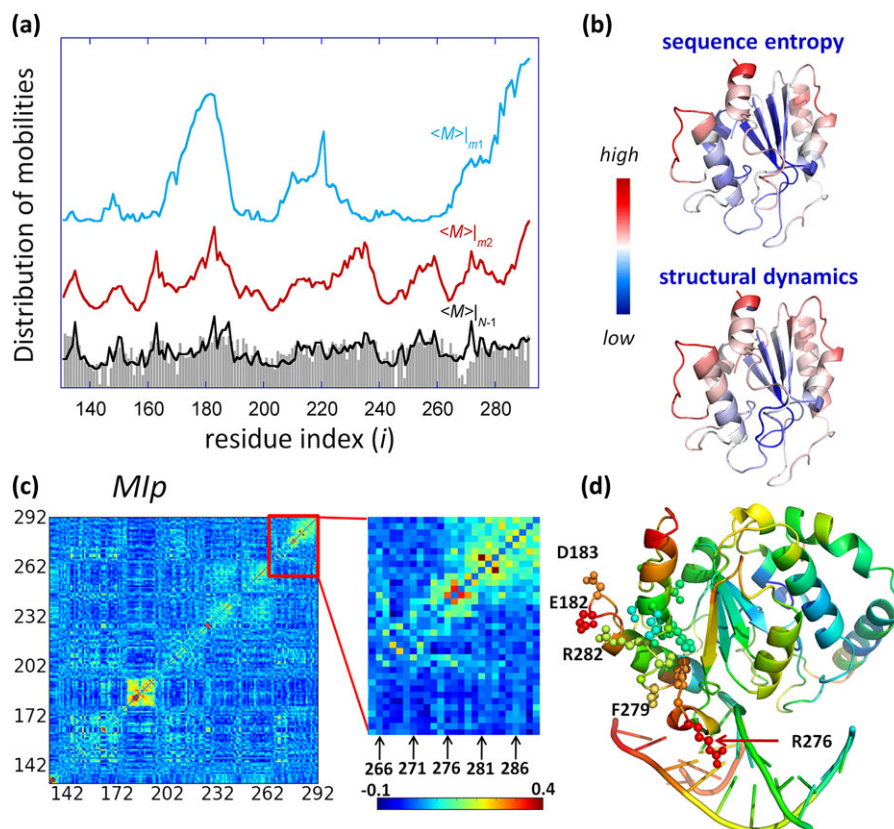 (a)
Distribution of mobilities
<M>|m1
<M>|m2
<M>|N-1
140 160 180 200 220 240 260 280
residue index (i)
(b)
sequence entropy
high
low
structural dynamics
(c)
MIp
292
262
232
202
172
142
142 172 202 232 262 292
266 271 276 281 286
-0.1 0.4
(d)
D183
E182
R282
F279
R276